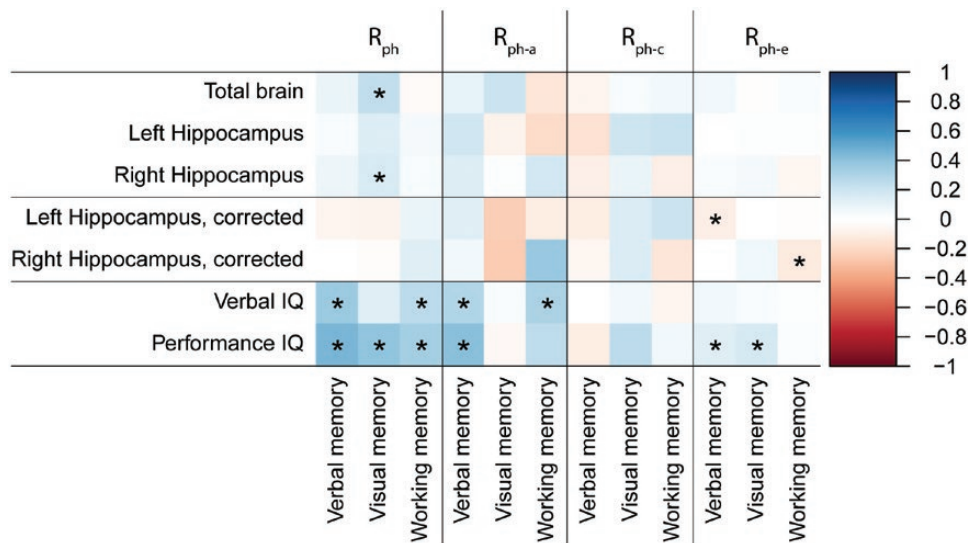 R_ph R_ph-a R_ph-c R_ph-e
Total brain * 
Left Hippocampus
Right Hippocampus *
Left Hippocampus, corrected *
Right Hippocampus, corrected *
Verbal IQ * * * *
Performance IQ * * * * * *
Verbal memory
Visual memory
Working memory
Verbal memory
Visual memory
Working memory
Verbal memory
Visual memory
Working memory
Verbal memory
Visual memory
Working memory
1
0.8
0.6
0.4
0.2
0
−0.2
−0.4
−0.6
−0.8
−1